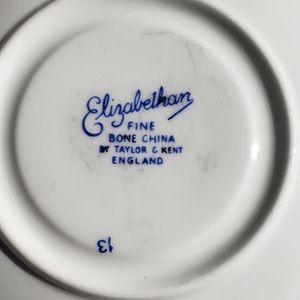 Elizabethan
FINE
BONE CHINA
BY TAYLOR & KENT
ENGLAND
13